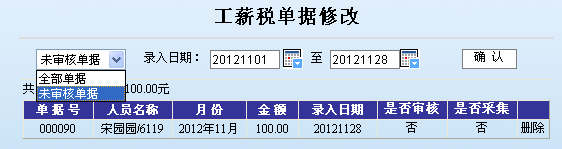 工薪税单据修改
未审核单据 录入日期： 20121101 至 20121128 确 认
全部单据
未审核单据
共 100.00元
单 据 号 人员名称 月 份 金 额 录入日期 是否审核 是否采集
000090 宋园园/6119 2012年11月 100.00 20121128 否 否 删除